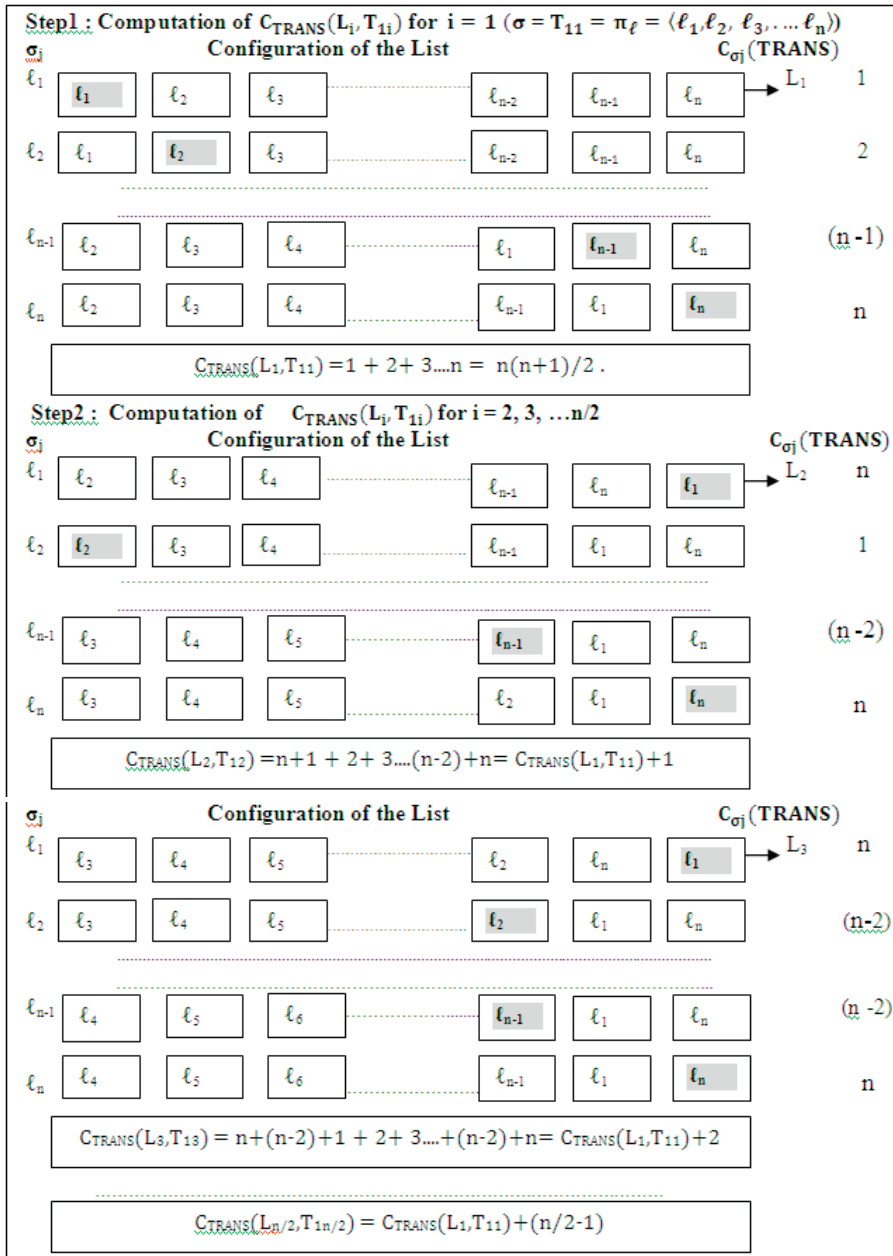 Step1 : Computation of C_TRANS(L_i, T_1i) for i = 1 ( σ = T_11 = π_ℓ = ⟨ℓ_1,ℓ_2, ℓ_3,.... ℓ_n⟩)
σ_j Configuration of the List C_σj(TRANS)
ℓ_1 ℓ_1 ℓ_2 ℓ_3 ℓ_n-2 ℓ_n-1 ℓ_n L_1 1
ℓ_2 ℓ_1 ℓ_2 ℓ_3 ℓ_n-2 ℓ_n-1 ℓ_n 2
ℓ_n-1 ℓ_2 ℓ_3 ℓ_4 ℓ_1 ℓ_n-1 ℓ_n (n -1)
ℓ_n ℓ_2 ℓ_3 ℓ_4 ℓ_n-1 ℓ_1 ℓ_n n
C_TRANS(L_1,T_11) =1 + 2+ 3....n = n(n+1)/2 .
Step2 : Computation of C_TRANS(L_i, T_1i) for i = 2, 3, ...n/2
σ_j Configuration of the List C_σj(TRANS)
ℓ_1 ℓ_2 ℓ_3 ℓ_4 ℓ_n-1 ℓ_n ℓ_1 L_2 n
ℓ_2 ℓ_2 ℓ_3 ℓ_4 ℓ_n-1 ℓ_1 ℓ_n 1
ℓ_n-1 ℓ_3 ℓ_4 ℓ_5 ℓ_n-1 ℓ_1 ℓ_n (n -2)
ℓ_n ℓ_3 ℓ_4 ℓ_5 ℓ_2 ℓ_1 ℓ_n n
C_TRANS(L_2,T_12) =n+1 + 2+ 3....(n-2)+n= C_TRANS(L_1,T_11)+1
σ_j Configuration of the List C_σj(TRANS)
ℓ_1 ℓ_3 ℓ_4 ℓ_5 ℓ_2 ℓ_n ℓ_1 L_3 n
ℓ_2 ℓ_3 ℓ_4 ℓ_5 ℓ_2 ℓ_1 ℓ_n (n-2)
ℓ_n-1 ℓ_4 ℓ_5 ℓ_6 ℓ_n-1 ℓ_1 ℓ_n (n -2)
ℓ_n ℓ_4 ℓ_5 ℓ_6 ℓ_n-1 ℓ_1 ℓ_n n
C_TRANS(L_3,T_13) = n+(n-2)+1 + 2+ 3....+(n-2)+n= C_TRANS(L_1,T_11)+2
C_TRANS(L_n/2,T_1n/2) = C_TRANS(L_1,T_11)+(n/2-1)